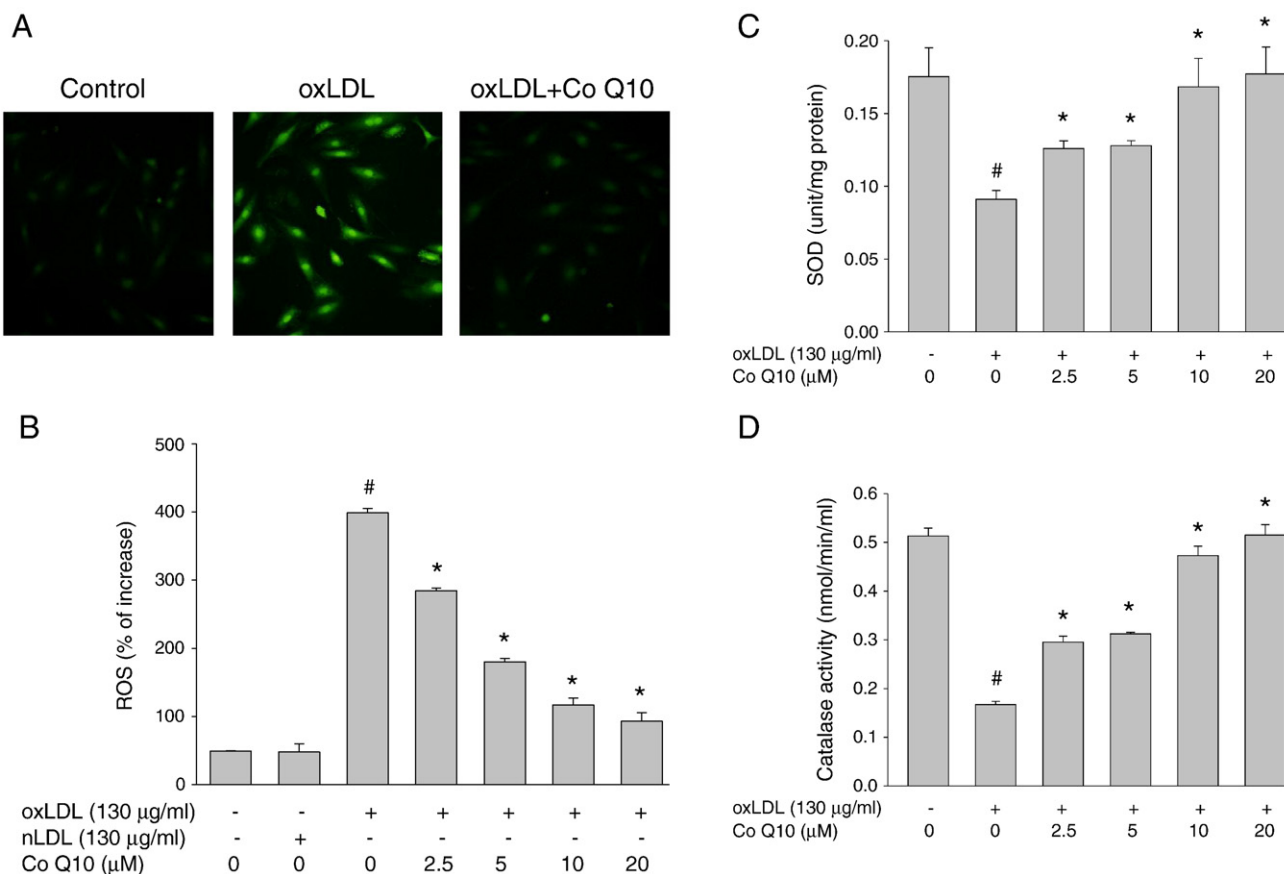 A
Control oxLDL oxLDL+Co Q10
B
ROS (% of increase)
500
400
300
200
100
0
#
*
*
*
*
oxLDL (130 µg/ml) - - + + + + +
nLDL (130 µg/ml) - + - - - - -
Co Q10 (µM) 0 0 0 2.5 5 10 20
C
SOD (unit/mg protein)
0.20
0.15
0.10
0.05
0.00
#
*
*
*
*
oxLDL (130 µg/ml) - + + + + +
Co Q10 (µM) 0 0 2.5 5 10 20
D
Catalase activity (nmol/min/ml)
0.6
0.5
0.4
0.3
0.2
0.1
0.0
#
*
*
*
*
oxLDL (130 µg/ml) - + + + + +
Co Q10 (µM) 0 0 2.5 5 10 20